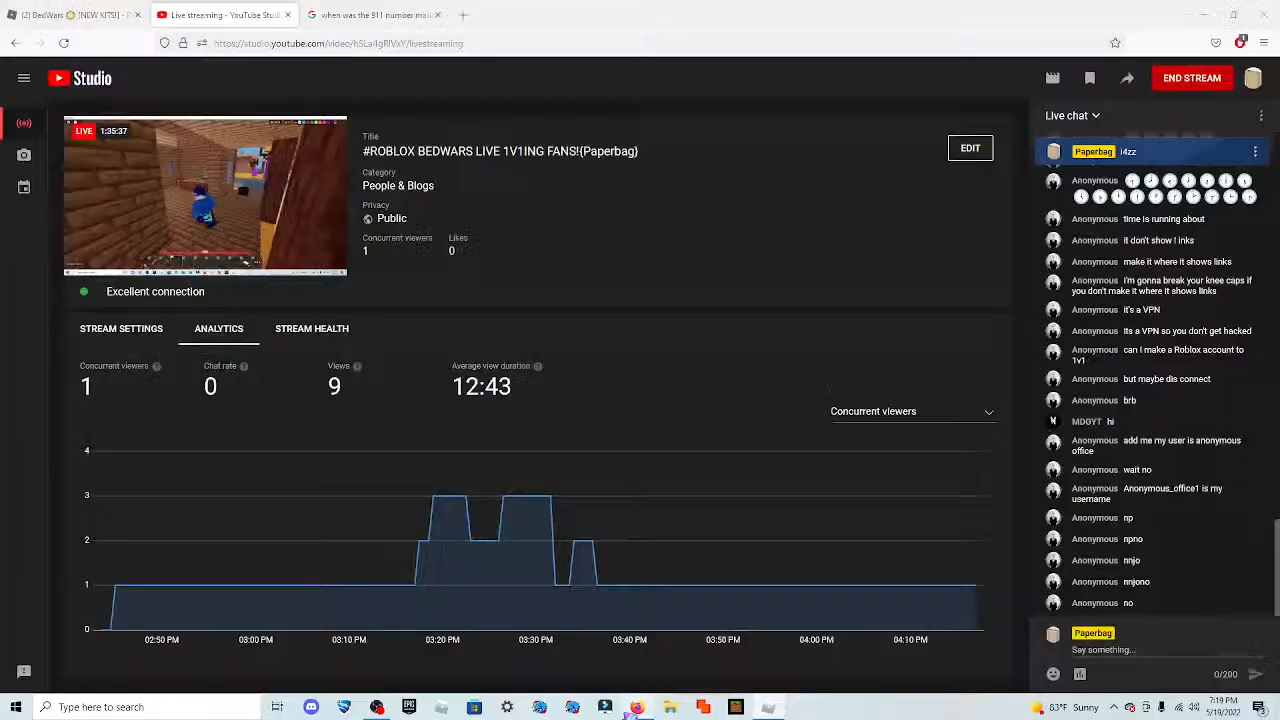 BedWars [NEW KITS!]
Live streaming - YouTube Studi
when was the 911 number ma
https://studio.youtube.com/video/hSLa4gRlVxY/livestreaming
Studio
END STREAM
LIVE 1:35:37
Title
#ROBLOX BEDWARS LIVE 1V1ING FANS!{Paperbag}
EDIT
Category
People & Blogs
Privacy
Public
Concurrent viewers Likes
1 0
Excellent connection
STREAM SETTINGS ANALYTICS STREAM HEALTH
Concurrent viewers Chat rate Views Average view duration
1 0 9 12:43
Concurrent viewers
4
3
2
1
0
02:50 PM 03:00 PM 03:10 PM 03:20 PM 03:30 PM 03:40 PM 03:50 PM 04:00 PM 04:10 PM
Live chat
Paperbag i4zz
Anonymous
Anonymous time is running about
Anonymous it don't show l inks
Anonymous make it where it shows links
Anonymous I'm gonna break your knee caps if
you don't make it where it shows links
Anonymous it's a VPN
Anonymous Its a VPN so you don't get hacked
Anonymous can I make a Roblox account to
1v1
Anonymous but maybe dis connect
Anonymous brb
MDGYT hi
Anonymous add me my user is anonymous
office
Anonymous wait no
Anonymous Anonymous_office1 is my
username
Anonymous np
Anonymous npno
Anonymous nnjo
Anonymous nnjono
Anonymous no
Paperbag
Say something...
0/200
Type here to search
83°F Sunny
7:19 PM